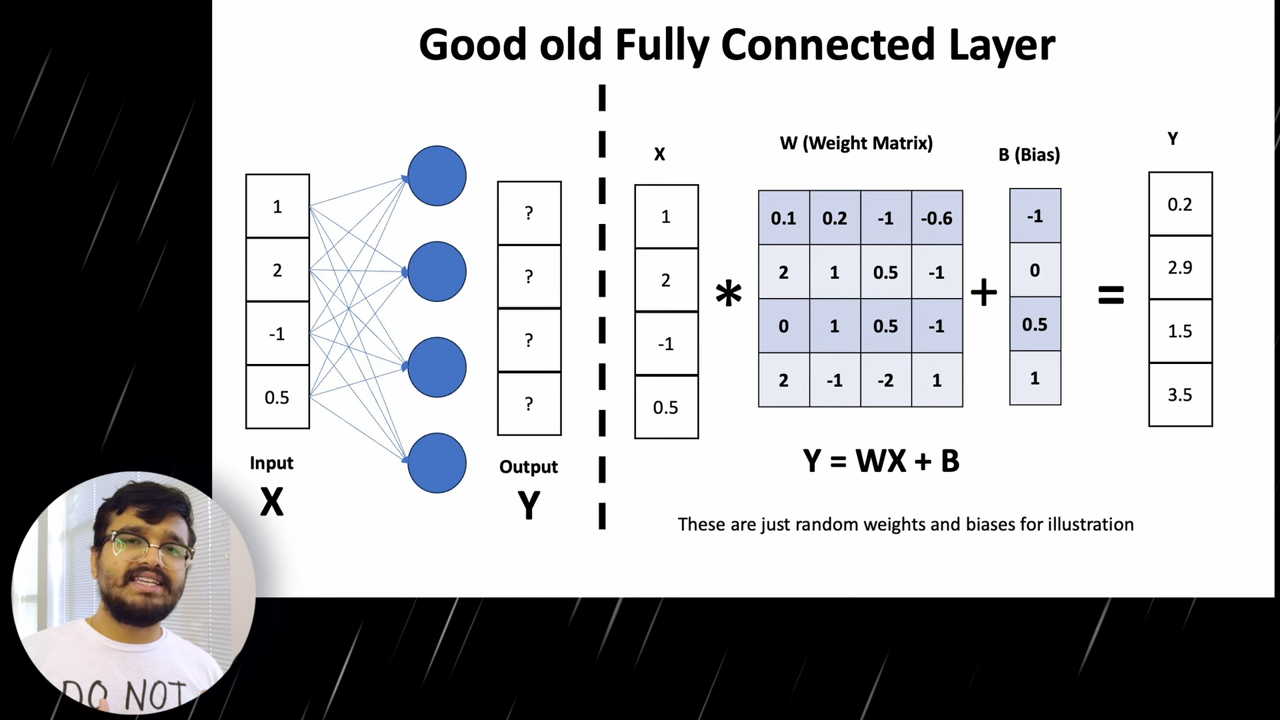 Good old Fully Connected Layer
1
2
-1
0.5
Input
X
?
?
?
?
Output
Y
X
1
2
-1
0.5
*
W (Weight Matrix)
0.1 0.2 -1 -0.6
2 1 0.5 -1
0 1 0.5 -1
2 -1 -2 1
+
B (Bias)
-1
0
0.5
1
=
Y
0.2
2.9
1.5
3.5
Y = WX + B
These are just random weights and biases for illustration
DO NOT